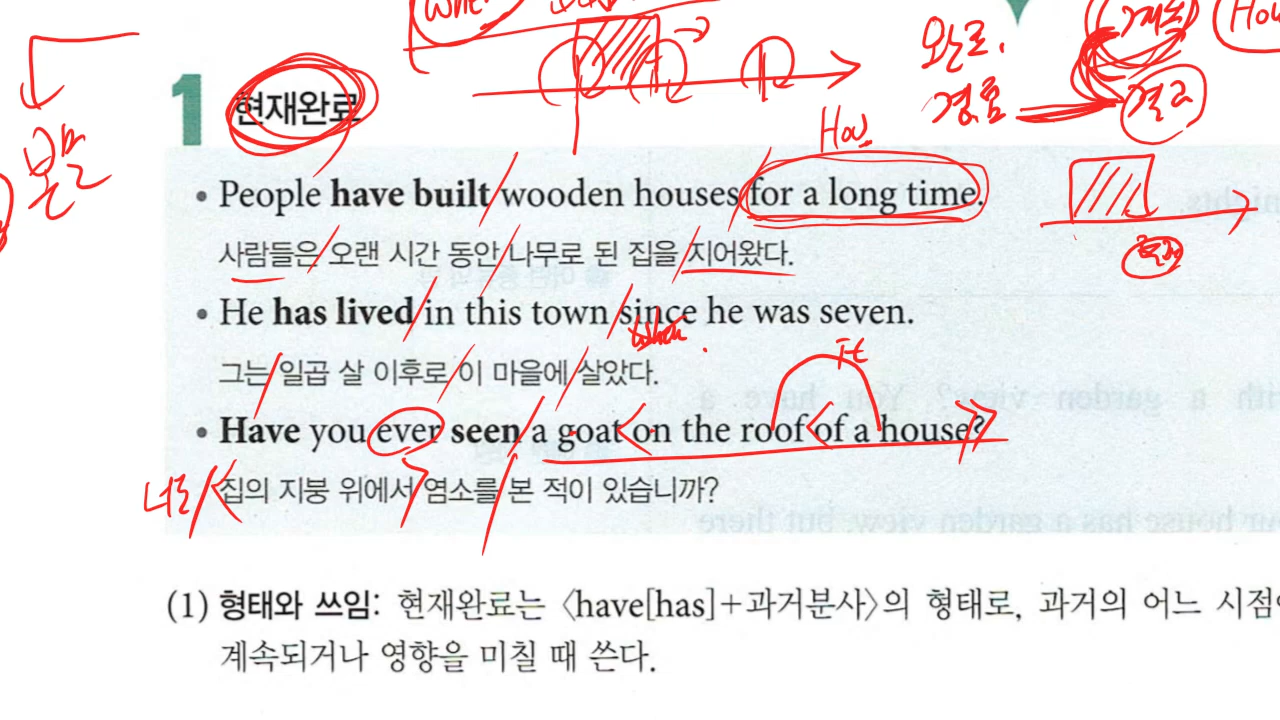 When
완료.
경험
결과
1 현재완료
본문
How
• People have built wooden houses for a long time.
사람들은 오랜 시간 동안 나무로 된 집을 지어왔다.
• He has lived in this town since he was seven.
when
그는 일곱 살 이후로 이 마을에 살았다.
• Have you ever seen a goat on the roof of a house?
너는 집의 지붕 위에서 염소를 본 적이 있습니까?
(1) 형태와 쓰임: 현재완료는 〈have[has]+과거분사〉의 형태로, 과거의 어느 시점
계속되거나 영향을 미칠 때 쓴다.